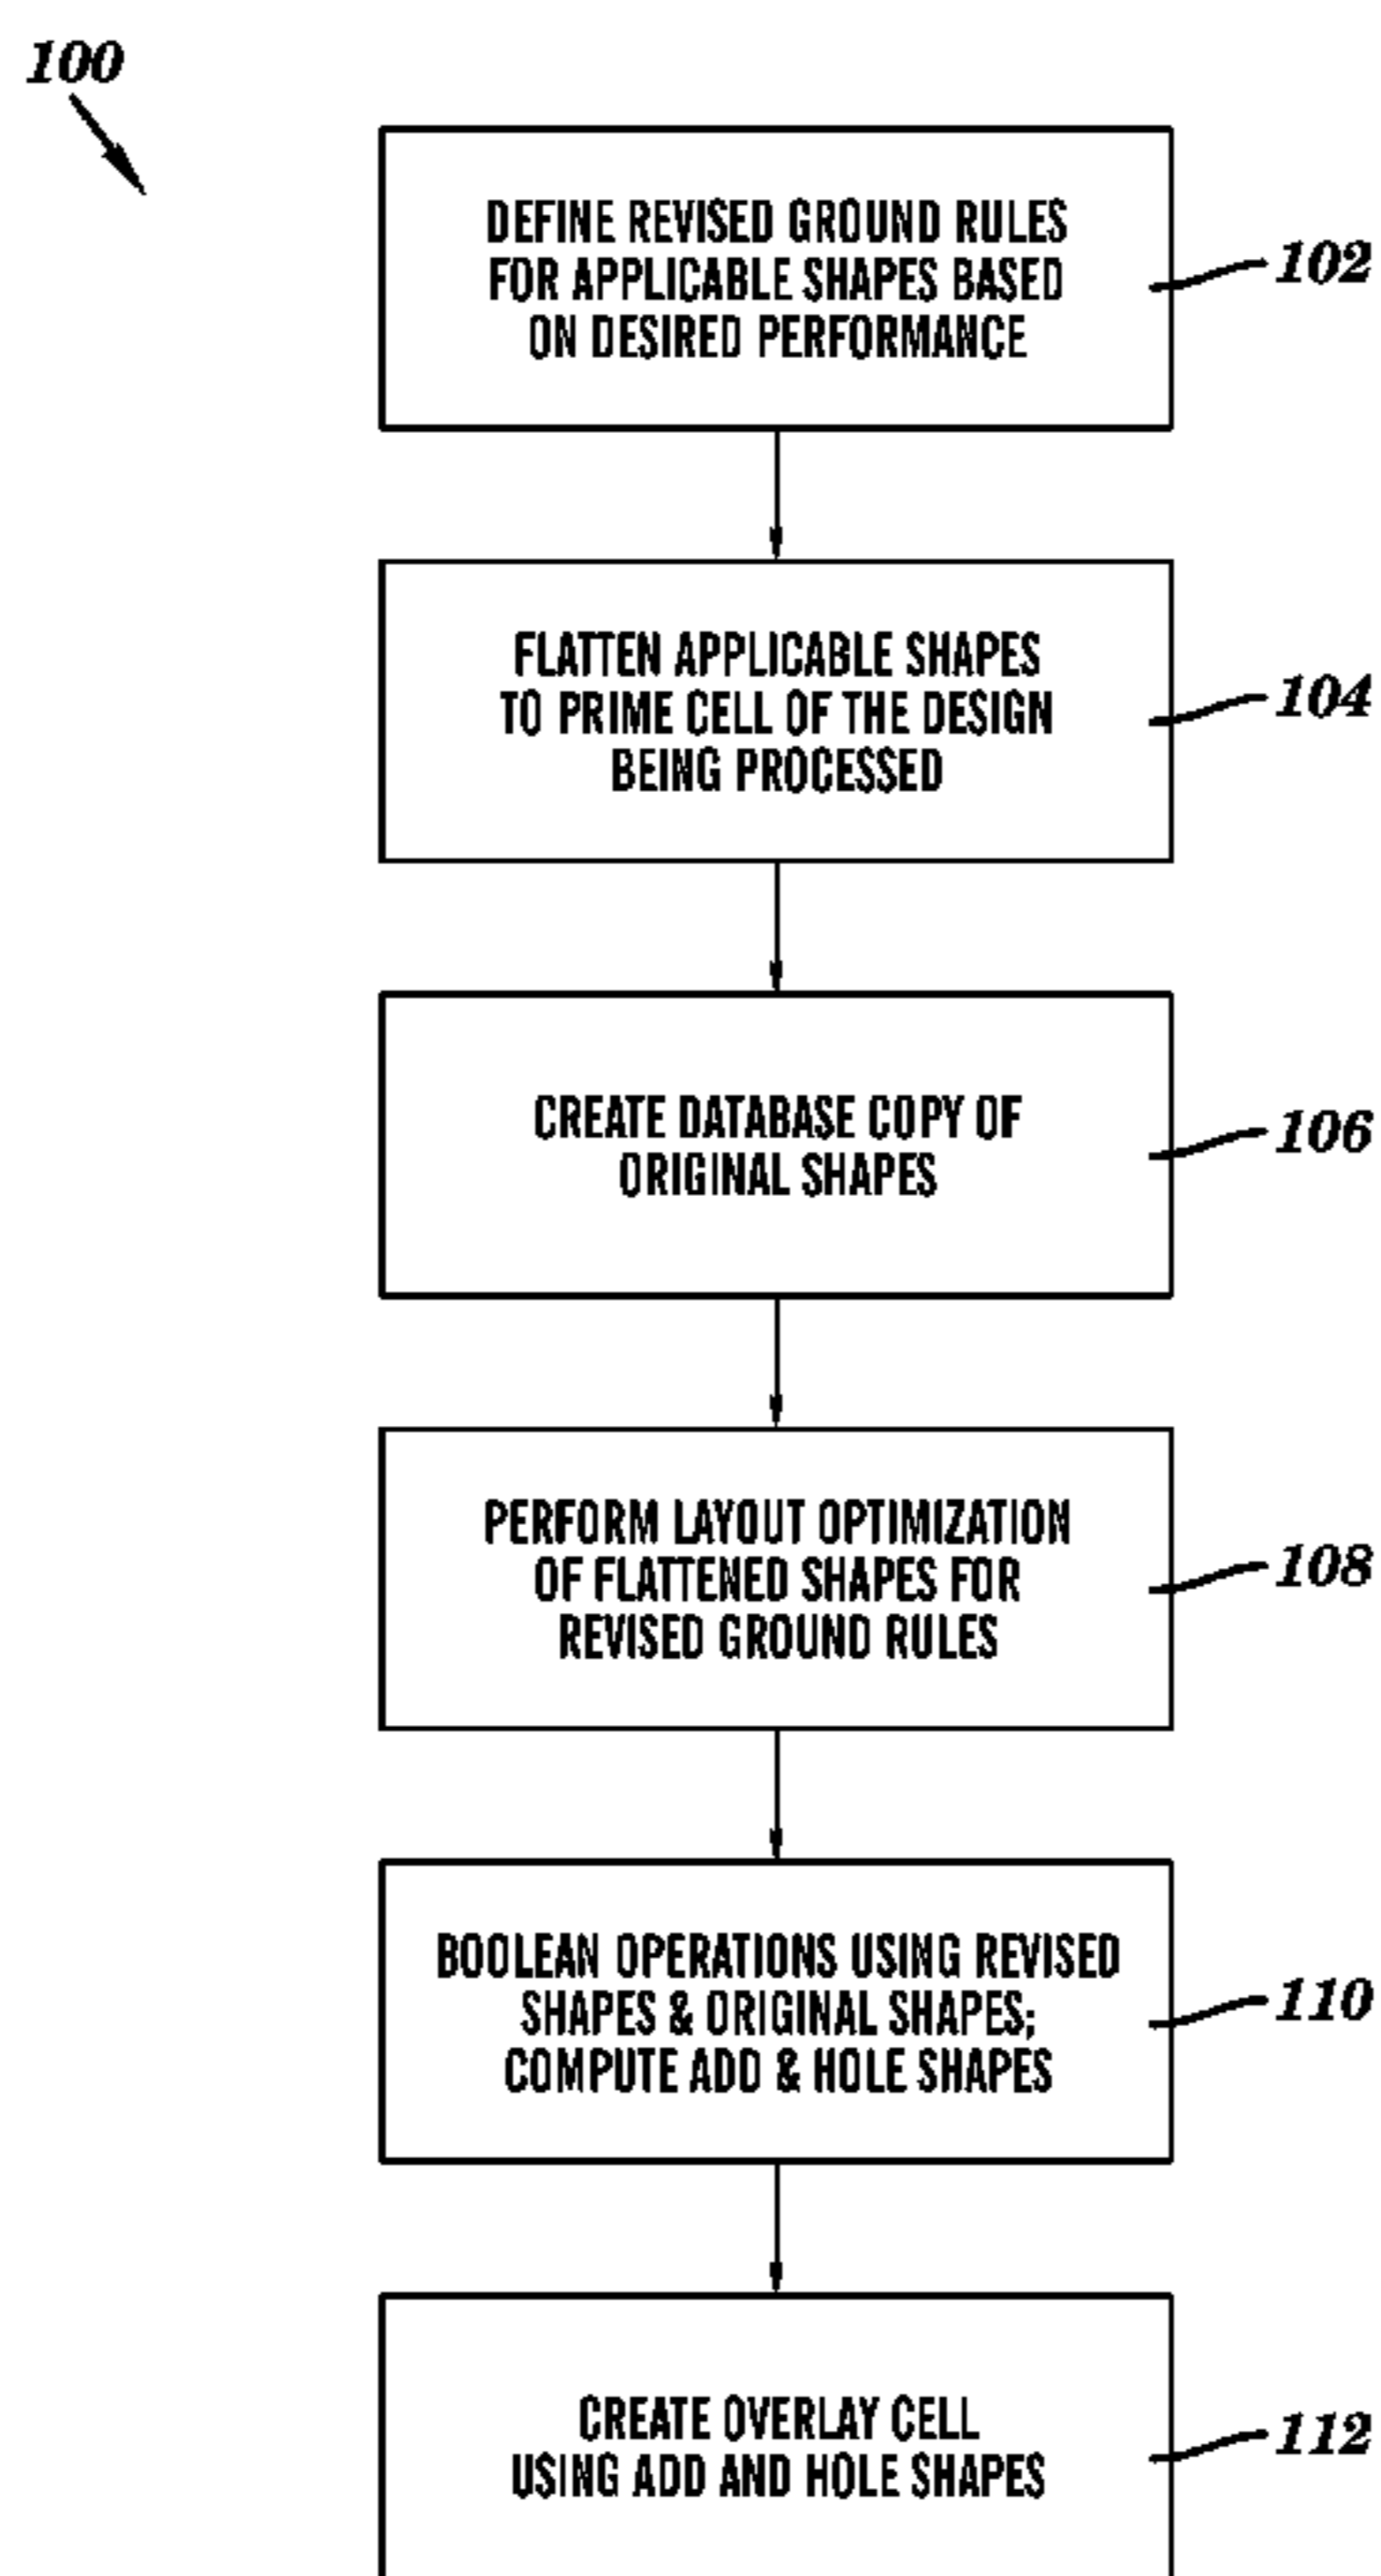 100
DEFINE REVISED GROUND RULES
FOR APPLICABLE SHAPES BASED
ON DESIRED PERFORMANCE
102
FLATTEN APPLICABLE SHAPES
TO PRIME CELL OF THE DESIGN
BEING PROCESSED
104
CREATE DATABASE COPY OF
ORIGINAL SHAPES
106
PERFORM LAYOUT OPTIMIZATION
OF FLATTENED SHAPES FOR
REVISED GROUND RULES
108
BOOLEAN OPERATIONS USING REVISED
SHAPES & ORIGINAL SHAPES;
COMPUTE ADD & HOLE SHAPES
110
CREATE OVERLAY CELL
USING ADD AND HOLE SHAPES
112